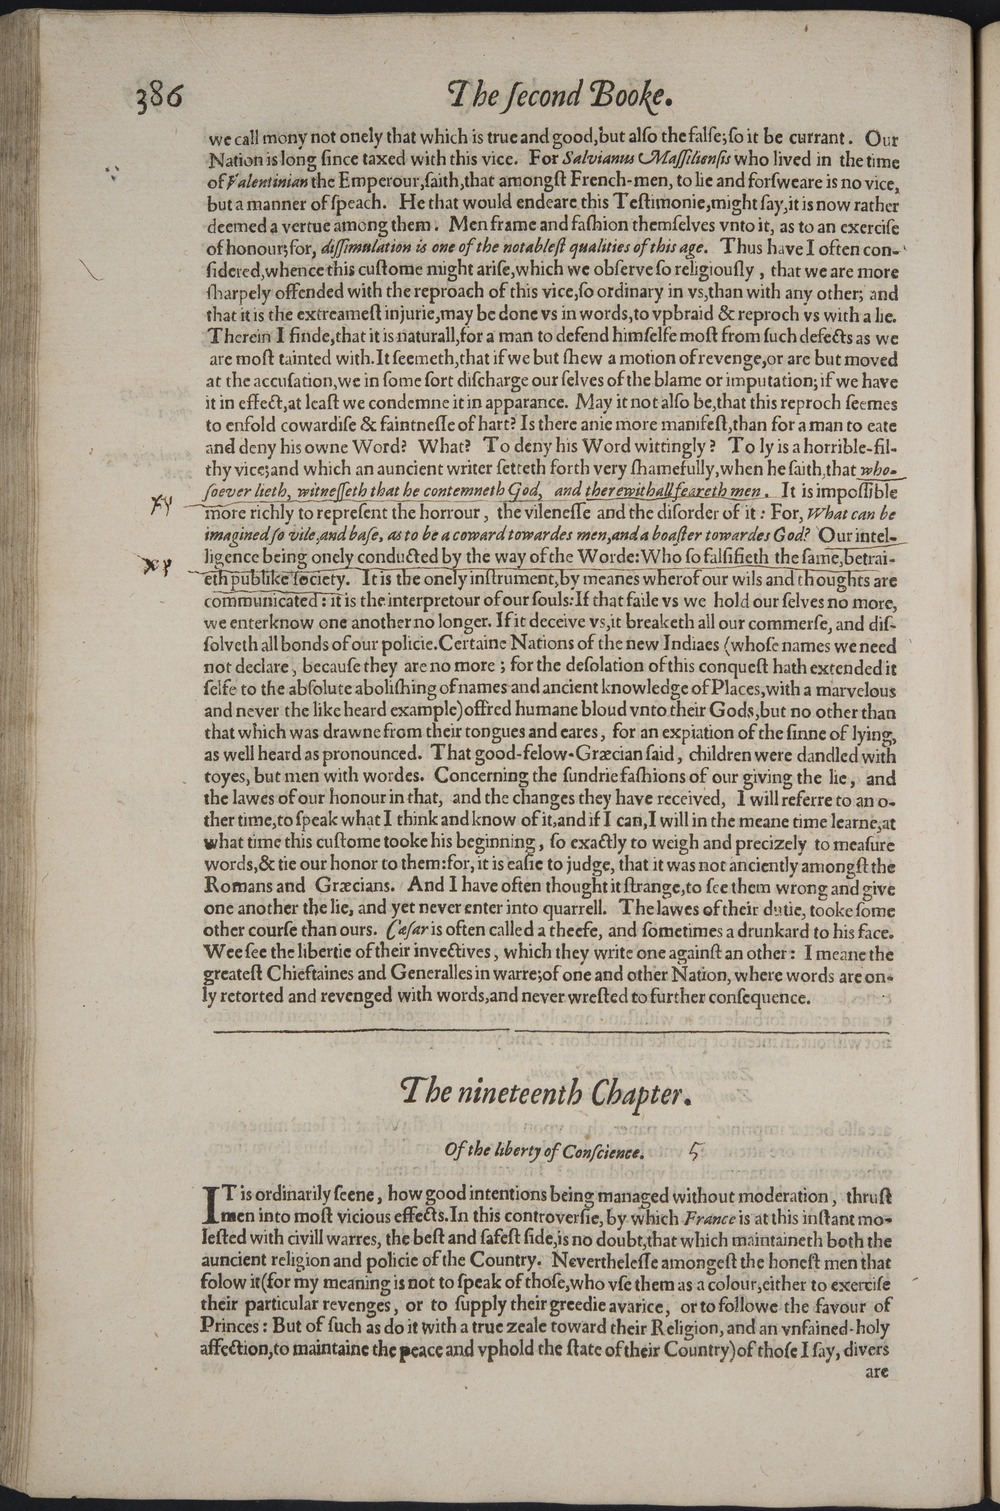 386
The ſecond Booke.
we call mony not onely that which is true and good, but alſo the falſe; ſo it be currant. Our
Nation is long ſince taxed with this vice. For Salvianus Maſſilienſis who lived in the time
of Valentinian the Emperour, ſaith, that amongſt French-men, to lie and forſweare is no vice,
but a manner of ſpeach. He that would endeare this Teſtimonie, might ſay, it is now rather
deemed a vertue among them. Men frame and faſhion themſelves vnto it, as to an exerciſe
of honour; for, diſſimulation is one of the notableſt qualities of this age. Thus have I often con-
ſidered, whence this cuſtome might ariſe, which we obſerve ſo religiouſly, that we are more
ſharpely offended with the reproach of this vice, ſo ordinary in vs, than with any other; and
that it is the extreameſt injurie, may be done vs in words, to vpbraid & reproch vs with a lie.
Therein I finde, that it is naturall, for a man to defend himſelfe moſt from ſuch defects as we
are moſt tainted with. It ſeemeth, that if we but ſhew a motion of revenge, or are but moved
at the accuſation, we in ſome ſort diſcharge our ſelves of the blame or imputation; if we have
it in effect, at leaſt we condemne it in apparance. May it not alſo be, that this reproch ſeemes
to enfold cowardiſe & faintneſſe of hart? Is there anie more manifeſt, than for a man to eate
and deny his owne Word? What? To deny his Word wittingly? To ly is a horrible-fil-
thy vice; and which an auncient writer ſetteth forth very ſhamefully, when he ſaith, that who-
ſoever lieth, witneſſeth that he contemneth God, and therewithall feareth men. It is impoſſible
more richly to repreſent the horrour, the vileneſſe and the diſorder of it: For, What can be
imagined ſo vile, and baſe, as to be a coward towardes men, and a boaſter towardes God? Our intel-
ligence being onely conducted by the way of the Worde: Who ſo falſifieth the ſame, betrai-
eth publike ſociety. It is the onely inſtrument, by meanes wherof our wils and thoughts are
communicated: it is the interpretour of our ſouls: If that faile vs we hold our ſelves no more,
we enterknow one another no longer. If it deceive vs, it breaketh all our commerſe, and diſ-
ſolveth all bonds of our policie. Certaine Nations of the new Indiaes (whoſe names we need
not declare, becauſe they are no more; for the deſolation of this conqueſt hath extended it
ſelfe to the abſolute aboliſhing of names and ancient knowledge of Places, with a marvelous
and never the like heard example) offred humane bloud vnto their Gods, but no other than
that which was drawne from their tongues and eares, for an expiation of the ſinne of lying,
as well heard as pronounced. That good-felow-Græcian ſaid, children were dandled with
toyes, but men with wordes. Concerning the ſundrie faſhions of our giving the lie, and
the lawes of our honour in that, and the changes they have received, I will referre to an o-
ther time, to ſpeak what I think and know of it, and if I can, I will in the meane time learne, at
what time this cuſtome tooke his beginning, ſo exactly to weigh and precizely to meaſure
words, & tie our honor to them: for, it is eaſie to judge, that it was not anciently amongſt the
Romans and Græcians. And I have often thought it ſtrange, to ſee them wrong and give
one another the lie, and yet never enter into quarrell. The lawes of their dutie, tooke ſome
other courſe than ours. Cæſar is often called a theefe, and ſometimes a drunkard to his face.
Wee ſee the libertie of their invectives, which they write one againſt an other: I meane the
greateſt Chieftaines and Generalles in warre; of one and other Nation, where words are on-
ly retorted and revenged with words, and never wreſted to further conſequence.
The nineteenth Chapter.
Of the liberty of Conſcience. 5
IT is ordinarily ſeene, how good intentions being managed without moderation, thruſt
men into moſt vicious effects. In this controverſie, by which France is at this inſtant mo-
leſted with civill warres, the beſt and ſafeſt ſide, is no doubt, that which maintaineth both the
auncient religion and policie of the Country. Nevertheleſſe amongeſt the honeſt men that
folow it (for my meaning is not to ſpeak of thoſe, who vſe them as a colour, either to exerciſe
their particular revenges, or to ſupply their greedie avarice, or to followe the favour of
Princes: But of ſuch as do it with a true zeale toward their Religion, and an vnfained-holy
affection, to maintaine the peace and vphold the ſtate of their Country) of thoſe I ſay, divers
are